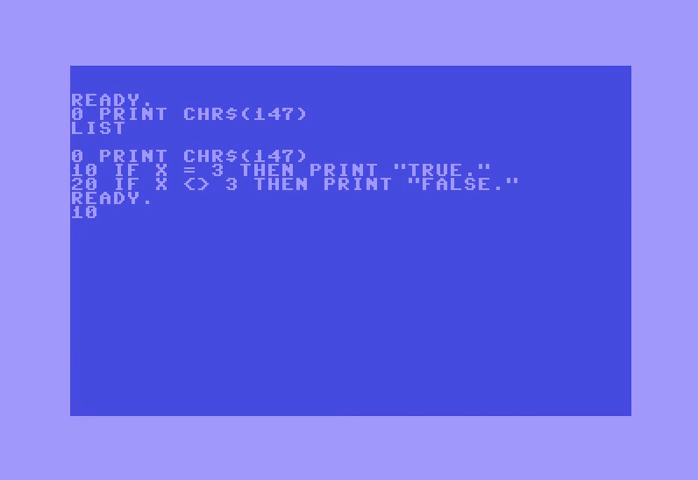 READY.
0 PRINT CHR$(147)
LIST
0 PRINT CHR$(147)
10 IF X = 3 THEN PRINT "TRUE."
20 IF X <> 3 THEN PRINT "FALSE."
READY.
10